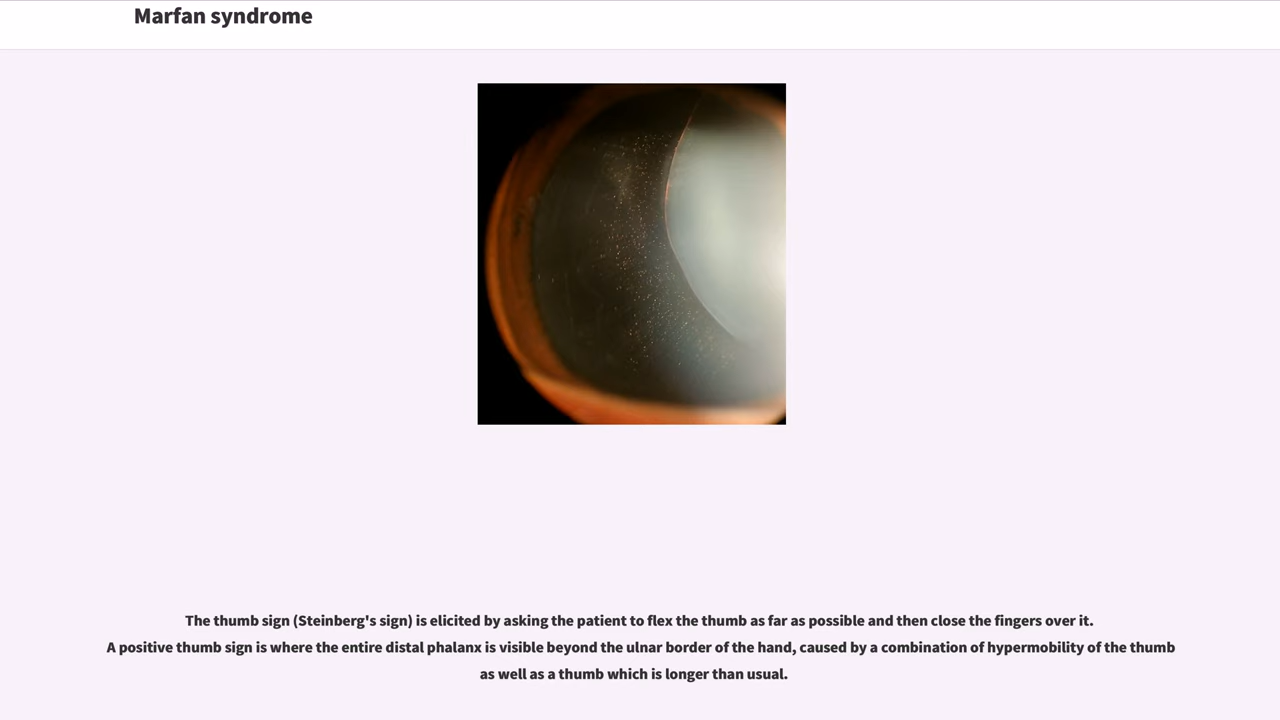 Marfan syndrome
The thumb sign (Steinberg's sign) is elicited by asking the patient to flex the thumb as far as possible and then close the fingers over it.
A positive thumb sign is where the entire distal phalanx is visible beyond the ulnar border of the hand, caused by a combination of hypermobility of the thumb
as well as a thumb which is longer than usual.